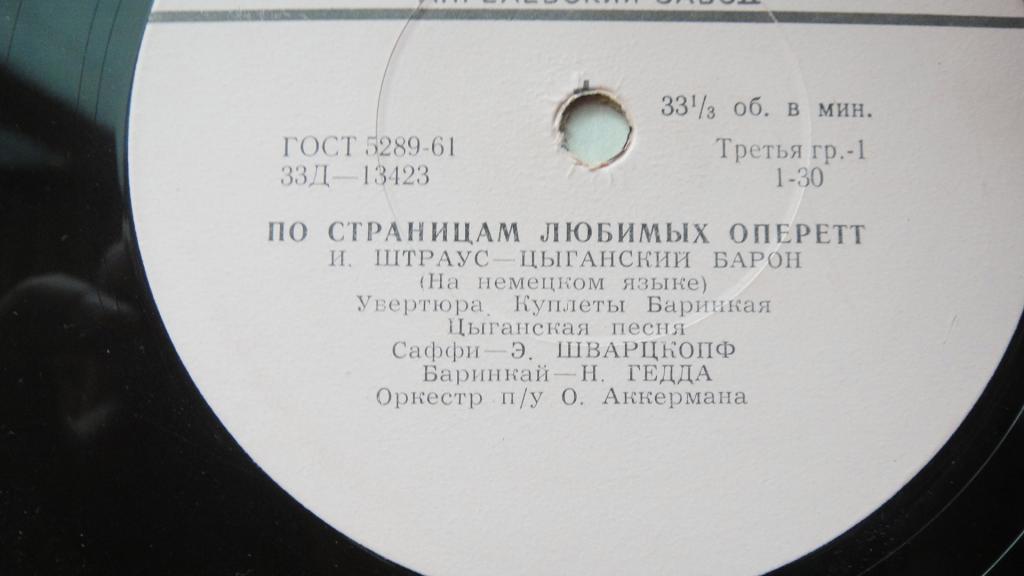 ЗАВОД
33⅓ об. в мин.
ГОСТ 5289-61
Третья гр.-1
33Д—13423
1-30
ПО СТРАНИЦАМ ЛЮБИМЫХ ОПЕРЕТТ
И. ШТРАУС—ЦЫГАНСКИЙ БАРОН
(На немецком языке)
Увертюра. Куплеты Баринкая
Цыганская песня
Саффи—Э. ШВАРЦКОПФ
Баринкай—Н. ГЕДДА
Оркестр п/у О. Аккермана